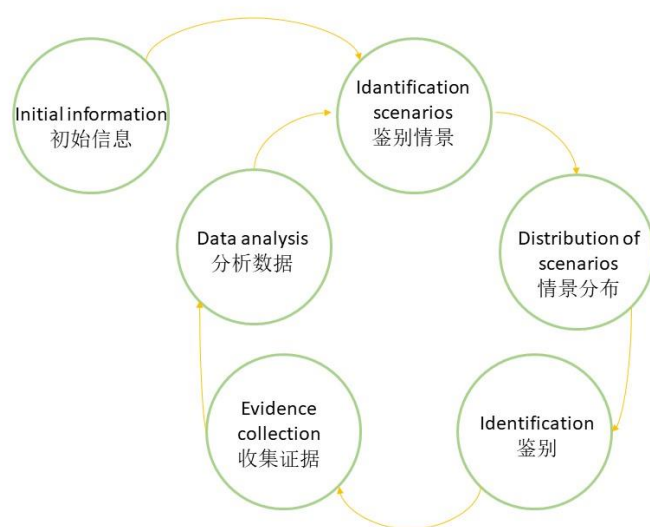 Initial information
初始信息
Idantification
scenarios
鉴别情景
Distribution of
scenarios
情景分布
Identification
鉴别
Evidence
collection
收集证据
Data analysis
分析数据